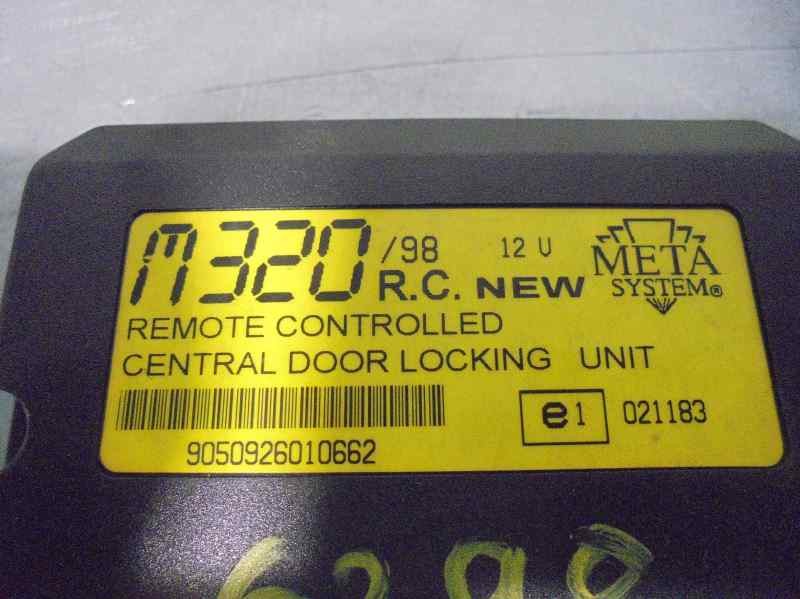 M320/98 12 V
R.C. NEW
META
SYSTEM®
REMOTE CONTROLLED
CENTRAL DOOR LOCKING UNIT
e1 021183
9050926010662